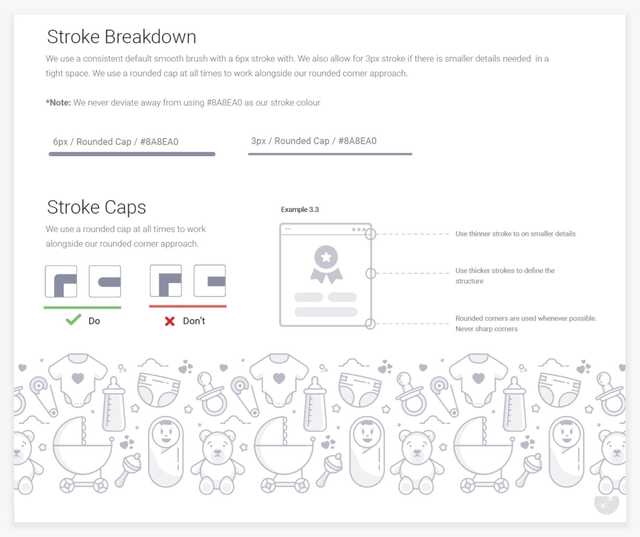 Stroke Breakdown
We use a consistent default smooth brush with a 6px stroke with. We also allow for 3px stroke if there is smaller details needed in a
tight space. We use a rounded cap at all times to work alongside our rounded corner approach.
*Note: We never deviate away from using #8A8EA0 as our stroke colour
6px / Rounded Cap / #8A8EA0
3px / Rounded Cap / #8A8EA0
Stroke Caps
We use a rounded cap at all times to work
alongside our rounded corner approach.
Do
Don't
Example 3.3
Use thinner stroke to on smaller details
Use thicker strokes to define the
structure
Rounded corners are used whenever possible.
Never sharp corners